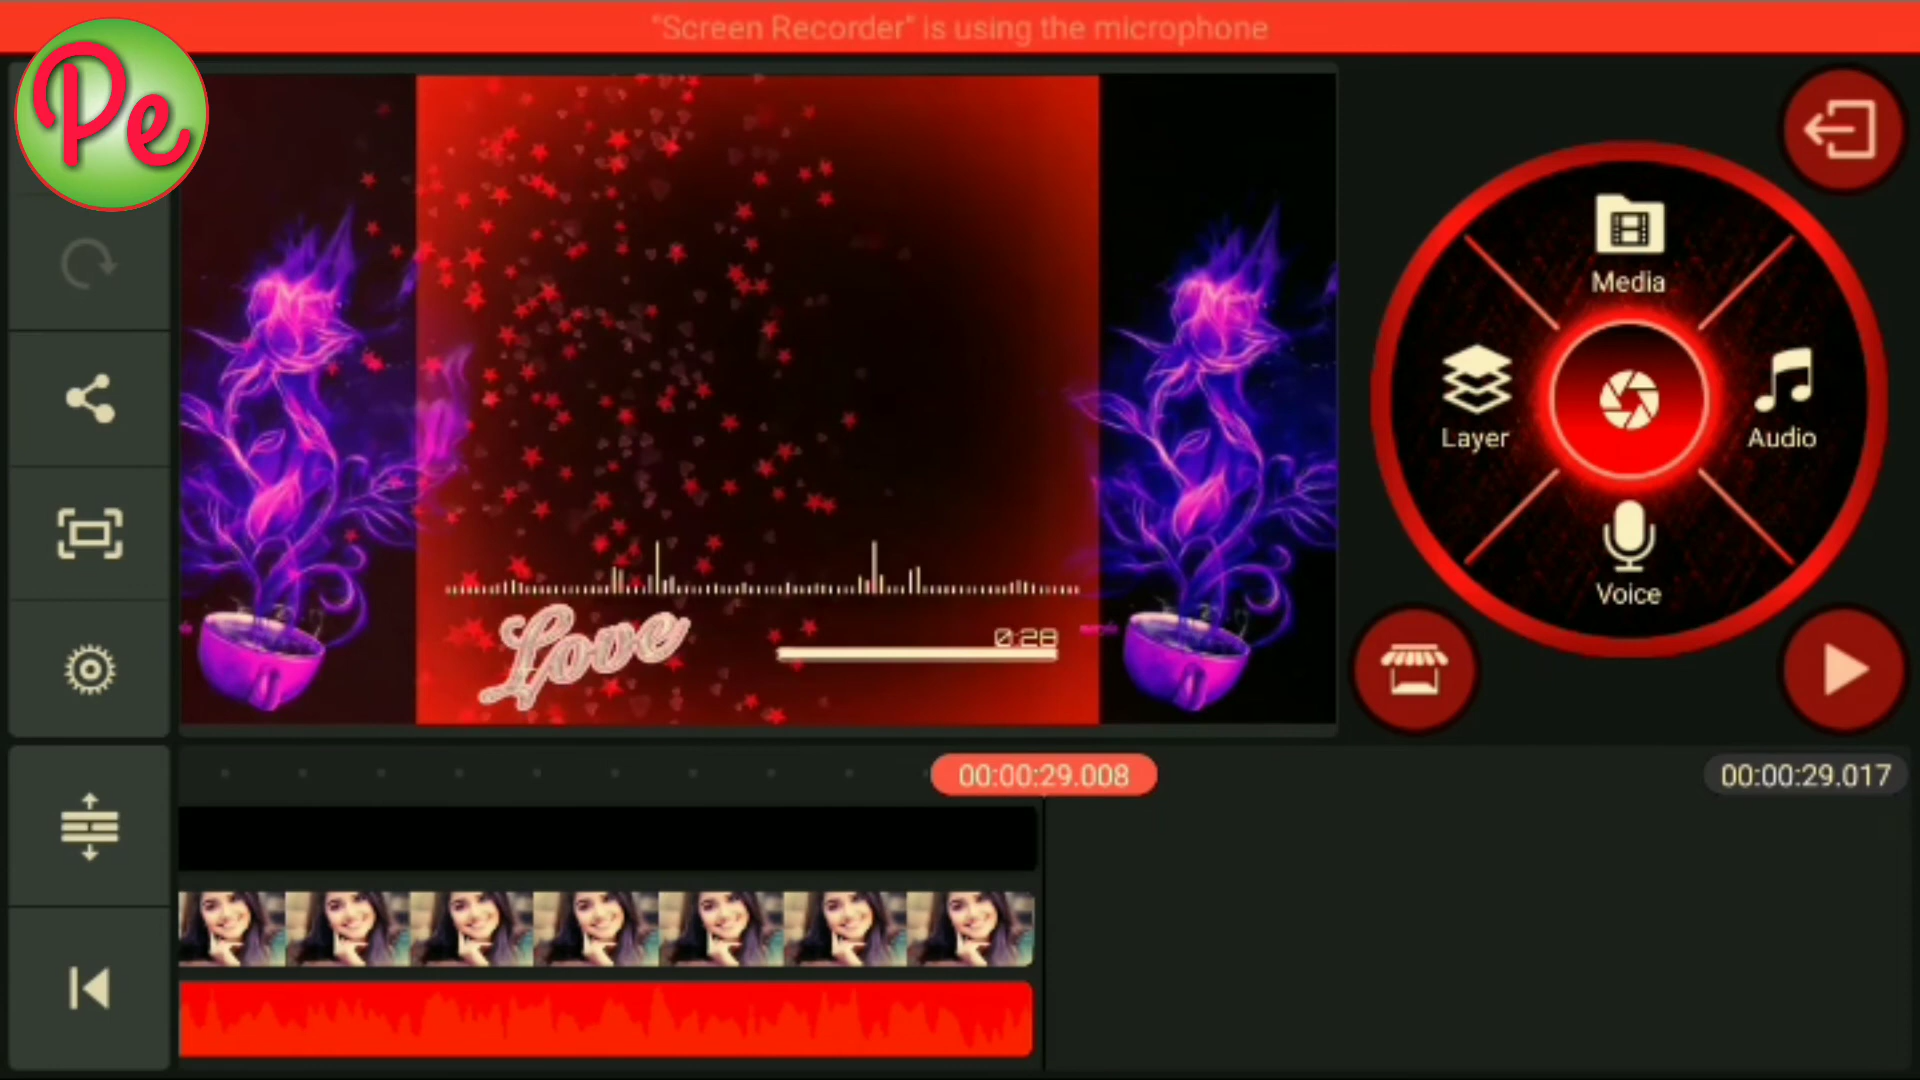 "Screen Recorder" is using the microphone
Pe
Media
Layer
Audio
Voice
Love
0:28
00:00:29.008
00:00:29.017